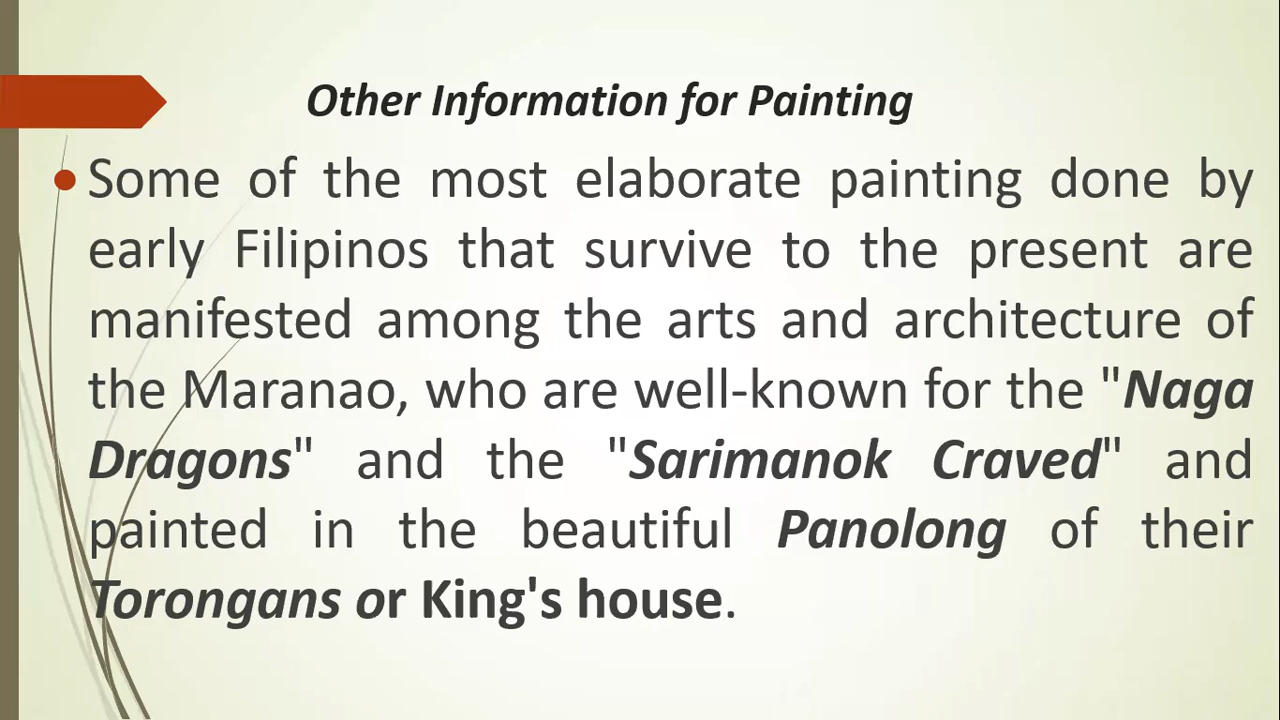 Other Information for Painting
Some of the most elaborate painting done by
early Filipinos that survive to the present are
manifested among the arts and architecture of
the Maranao, who are well-known for the "Naga
Dragons" and the "Sarimanok Craved" and
painted in the beautiful Panolong of their
Torongans or King's house.